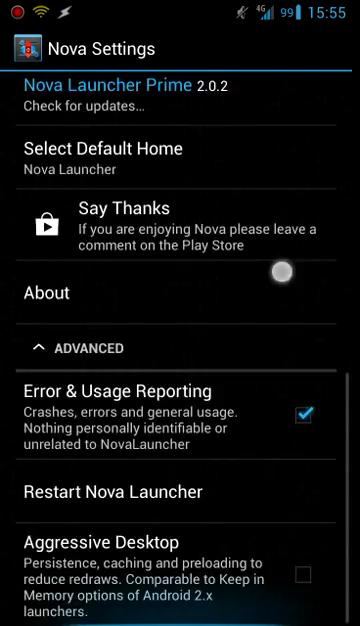 4G 99 15:55
Nova Settings
Nova Launcher Prime 2.0.2
Check for updates…
Select Default Home
Nova Launcher
Say Thanks
If you are enjoying Nova please leave a
comment on the Play Store
About
ADVANCED
Error & Usage Reporting
Crashes, errors and general usage.
Nothing personally identifiable or
unrelated to NovaLauncher
Restart Nova Launcher
Aggressive Desktop
Persistence, caching and preloading to
reduce redraws. Comparable to Keep in
Memory options of Android 2.x
launchers.